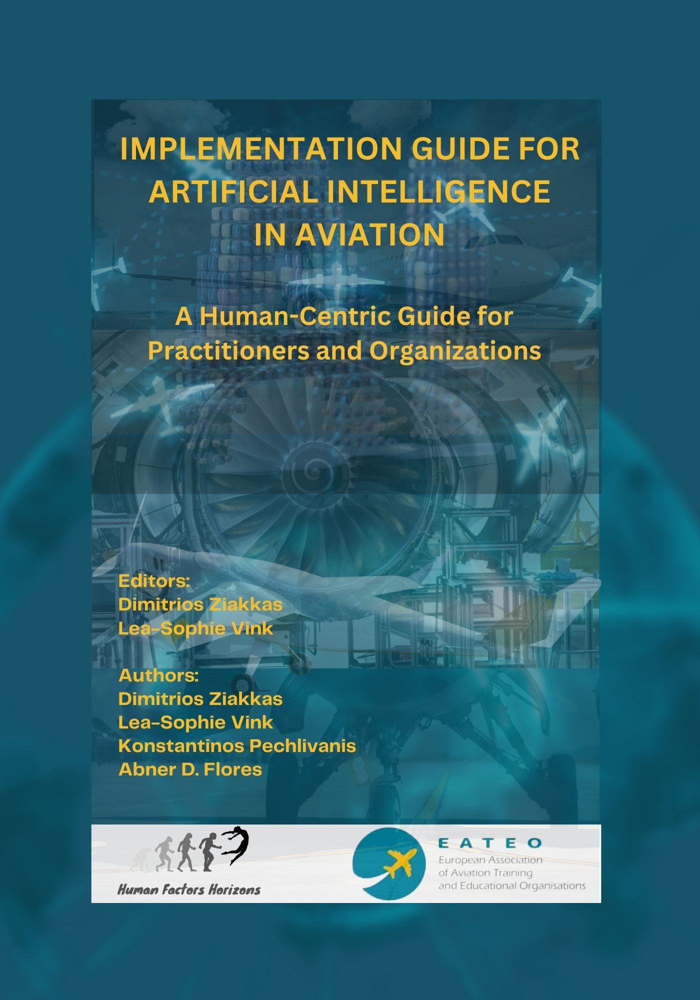 IMPLEMENTATION GUIDE FOR
ARTIFICIAL INTELLIGENCE
IN AVIATION
A Human-Centric Guide for
Practitioners and Organizations
Editors:
Dimitrios Ziakkas
Lea-Sophie Vink
Authors:
Dimitrios Ziakkas
Lea-Sophie Vink
Konstantinos Pechlivanis
Abner D. Flores
Human Factors Horizons
EATEO
European Association
of Aviation Training
and Educational Organisations